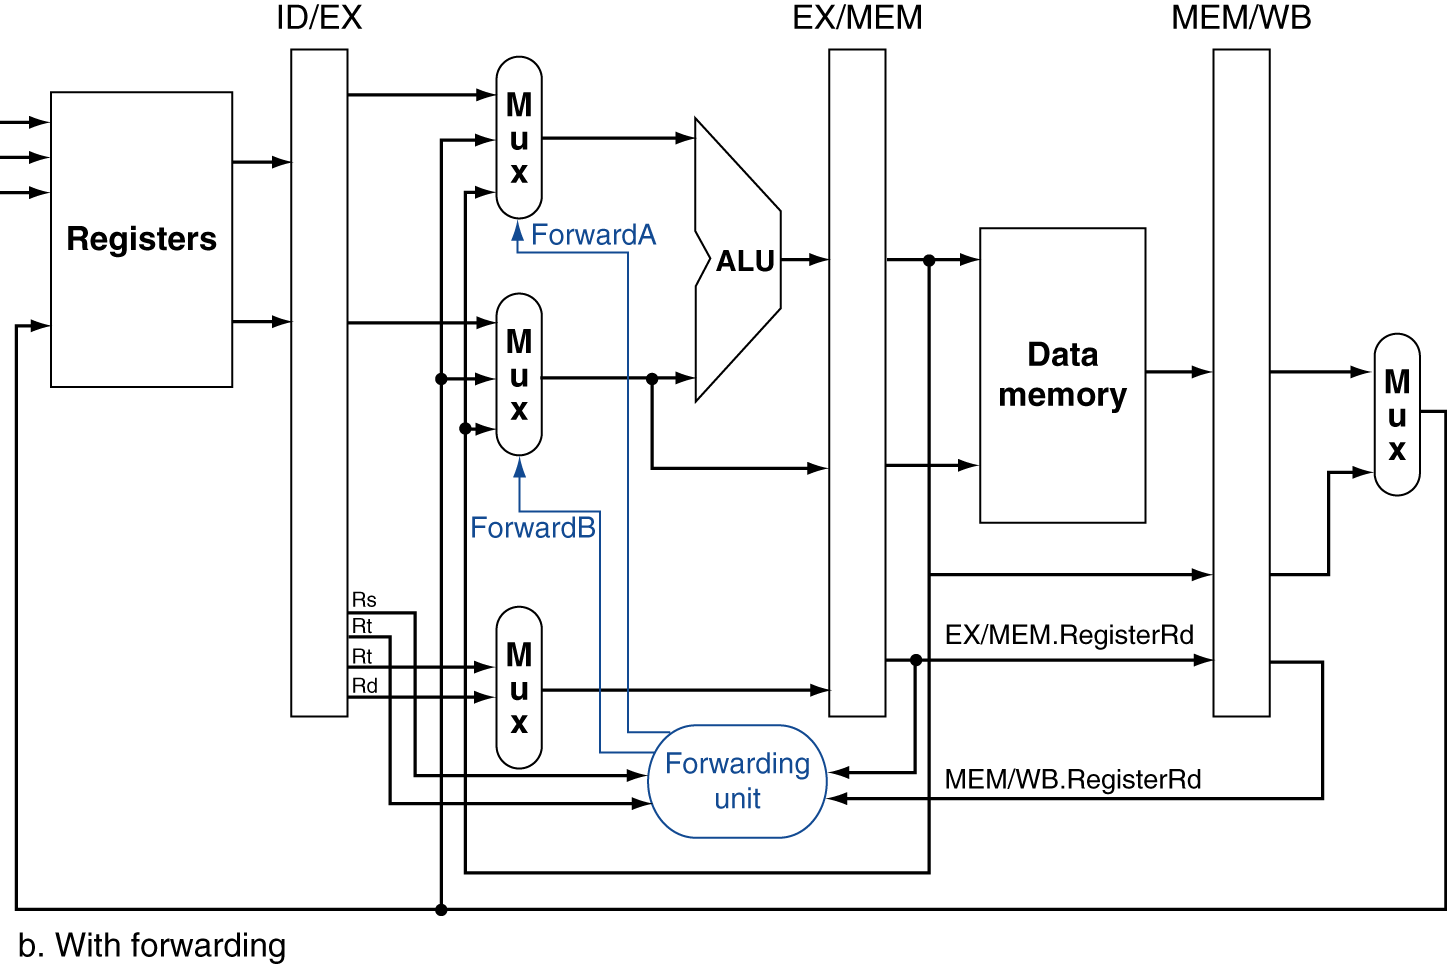 ID/EX
EX/MEM
MEM/WB
M
u
x
Registers
ForwardA
ALU
M
u
x
Data
memory
M
u
x
ForwardB
Rs
Rt
Rt
Rd
M
u
x
EX/MEM.RegisterRd
Forwarding
unit
MEM/WB.RegisterRd
b. With forwarding